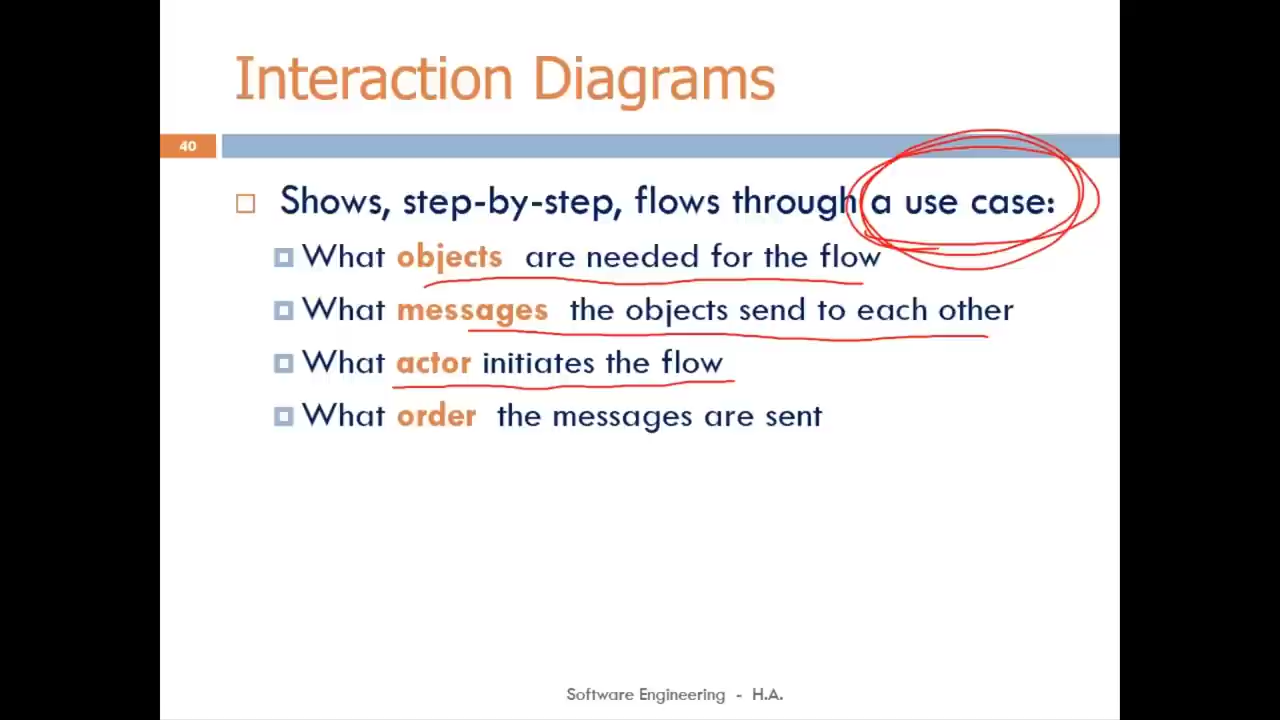 Interaction Diagrams
40
Shows, step-by-step, flows through a use case:
What objects are needed for the flow
What messages the objects send to each other
What actor initiates the flow
What order the messages are sent
Software Engineering - H.A.